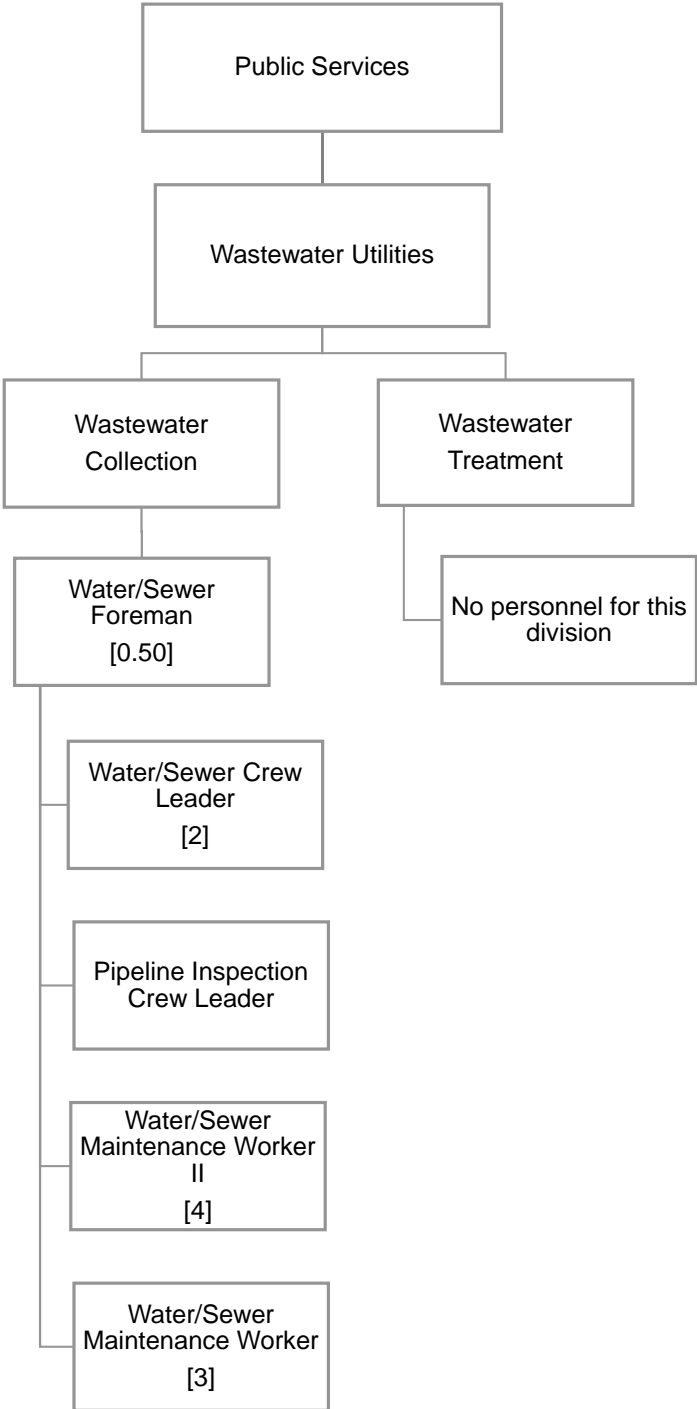 Public Services
Wastewater Utilities
Wastewater
Collection
Wastewater
Treatment
Water/Sewer
Foreman
[0.50]
No personnel for this
division
Water/Sewer Crew
Leader
[2]
Pipeline Inspection
Crew Leader
Water/Sewer
Maintenance Worker
II
[4]
Water/Sewer
Maintenance Worker
[3]